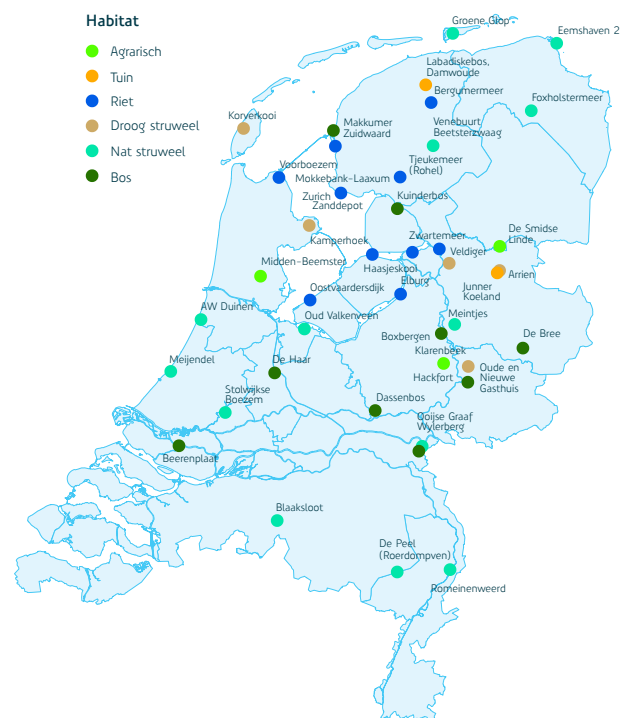 Habitat
Agrarisch
Tuin
Riet
Droog struweel
Nat struweel
Bos
Groene Glop
Eemshaven 2
Labadiskebos,
Damwoude
Bergumermeer
Foxholstermeer
Korverkooi
Makkumer
Zuidwaard
Venebuurt
Beetsterzwaag
Voorboezem
Tjeukemeer
(Rohel)
Mokkebank-Laaxum
Zurich
Zanddepot
Kuinderbos
De Smidse
Linde
Kamperhoek
Zwartemeer
Veldiger
Midden-Beemster
Haasjeskool
Elburg
Arrien
Junner
Koeland
Oostvaardersdijk
AW Duinen
Oud Valkenveen
Meintjes
Boxbergen
De Bree
Klarenbeek
Meijendel
De Haar
Hackfort
Oude en
Nieuwe
Gasthuis
Stolwijkse
Boezem
Dassenbos
Ooijse Graaf
Wylerberg
Beerenplaat
Blaaksloot
De Peel
(Roerdompven)
Romeinenweerd